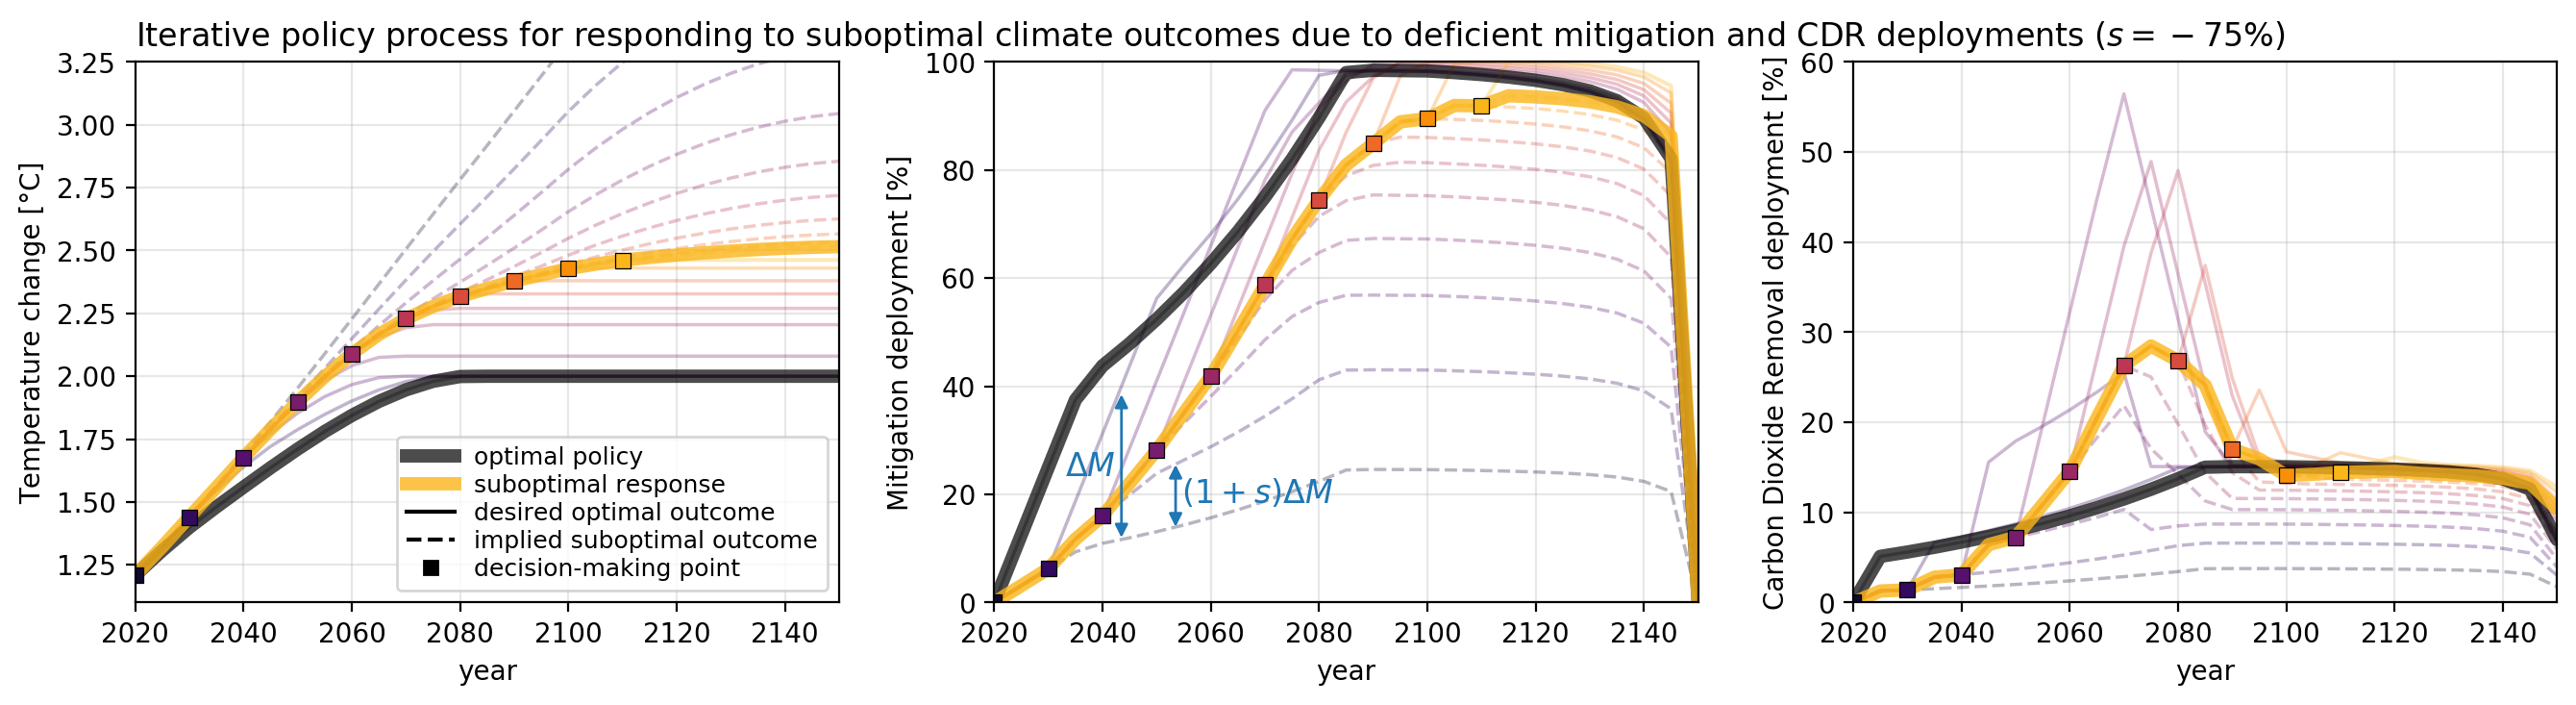 Iterative policy process for responding to suboptimal climate outcomes due to deficient mitigation and CDR deployments (s = − 75%)
Temperature change [°C]
3.25
3.00
2.75
2.50
2.25
2.00
1.75
1.50
1.25
2020 2040 2060 2080 2100 2120 2140
year
optimal policy
suboptimal response
desired optimal outcome
implied suboptimal outcome
decision-making point
Mitigation deployment [%]
100
80
60
40
20
0
2020 2040 2060 2080 2100 2120 2140
year
ΔM
(1 + s)ΔM
Carbon Dioxide Removal deployment [%]
60
50
40
30
20
10
0
2020 2040 2060 2080 2100 2120 2140
year